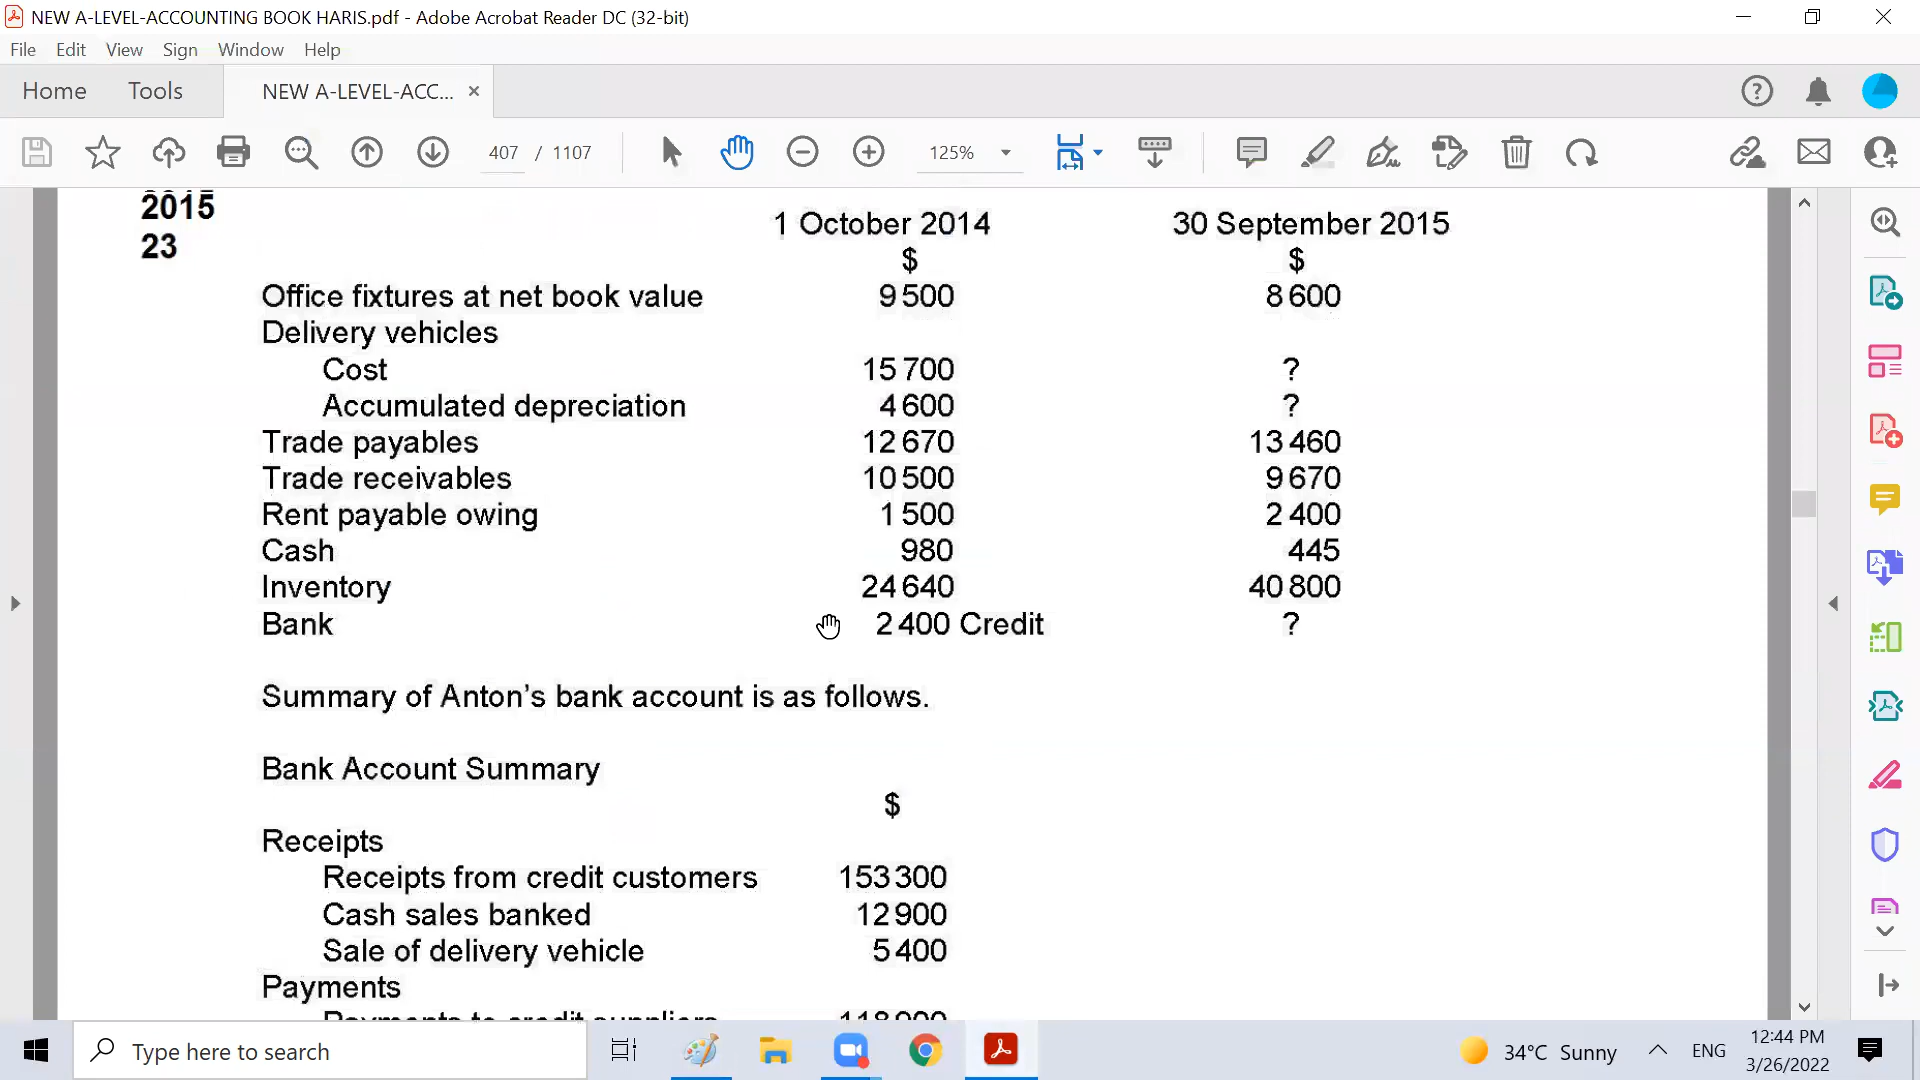 NEW A-LEVEL-ACCOUNTING BOOK HARIS.pdf - Adobe Acrobat Reader DC (32-bit)
File Edit View Sign Window Help
Home Tools NEW A-LEVEL-ACC... ×
407 / 1107 125%
2015
23
1 October 2014 30 September 2015
$ $
Office fixtures at net book value 9 500 8 600
Delivery vehicles
Cost 15 700 ?
Accumulated depreciation 4 600 ?
Trade payables 12 670 13 460
Trade receivables 10 500 9 670
Rent payable owing 1 500 2 400
Cash 980 445
Inventory 24 640 40 800
Bank 2 400 Credit ?
Summary of Anton's bank account is as follows.
Bank Account Summary
$
Receipts
Receipts from credit customers 153 300
Cash sales banked 12 900
Sale of delivery vehicle 5 400
Payments
Payments to credit suppliers 118 900
Type here to search
34°C Sunny ENG 12:44 PM
3/26/2022